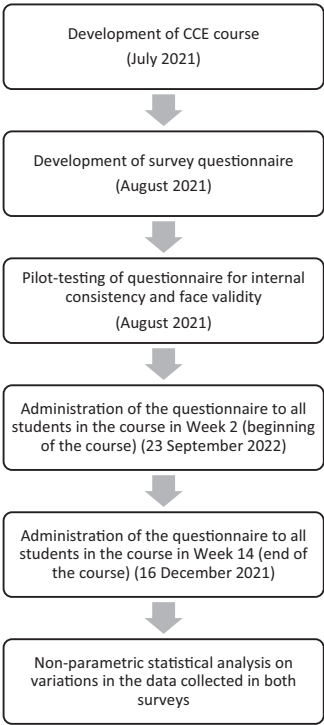 Development of CCE course
(July 2021)
Development of survey questionnaire
(August 2021)
Pilot-testing of questionnaire for internal
consistency and face validity
(August 2021)
Administration of the questionnaire to all
students in the course in Week 2 (beginning
of the course) (23 September 2022)
Administration of the questionnaire to all
students in the course in Week 14 (end of
the course) (16 December 2021)
Non-parametric statistical analysis on
variations in the data collected in both
surveys